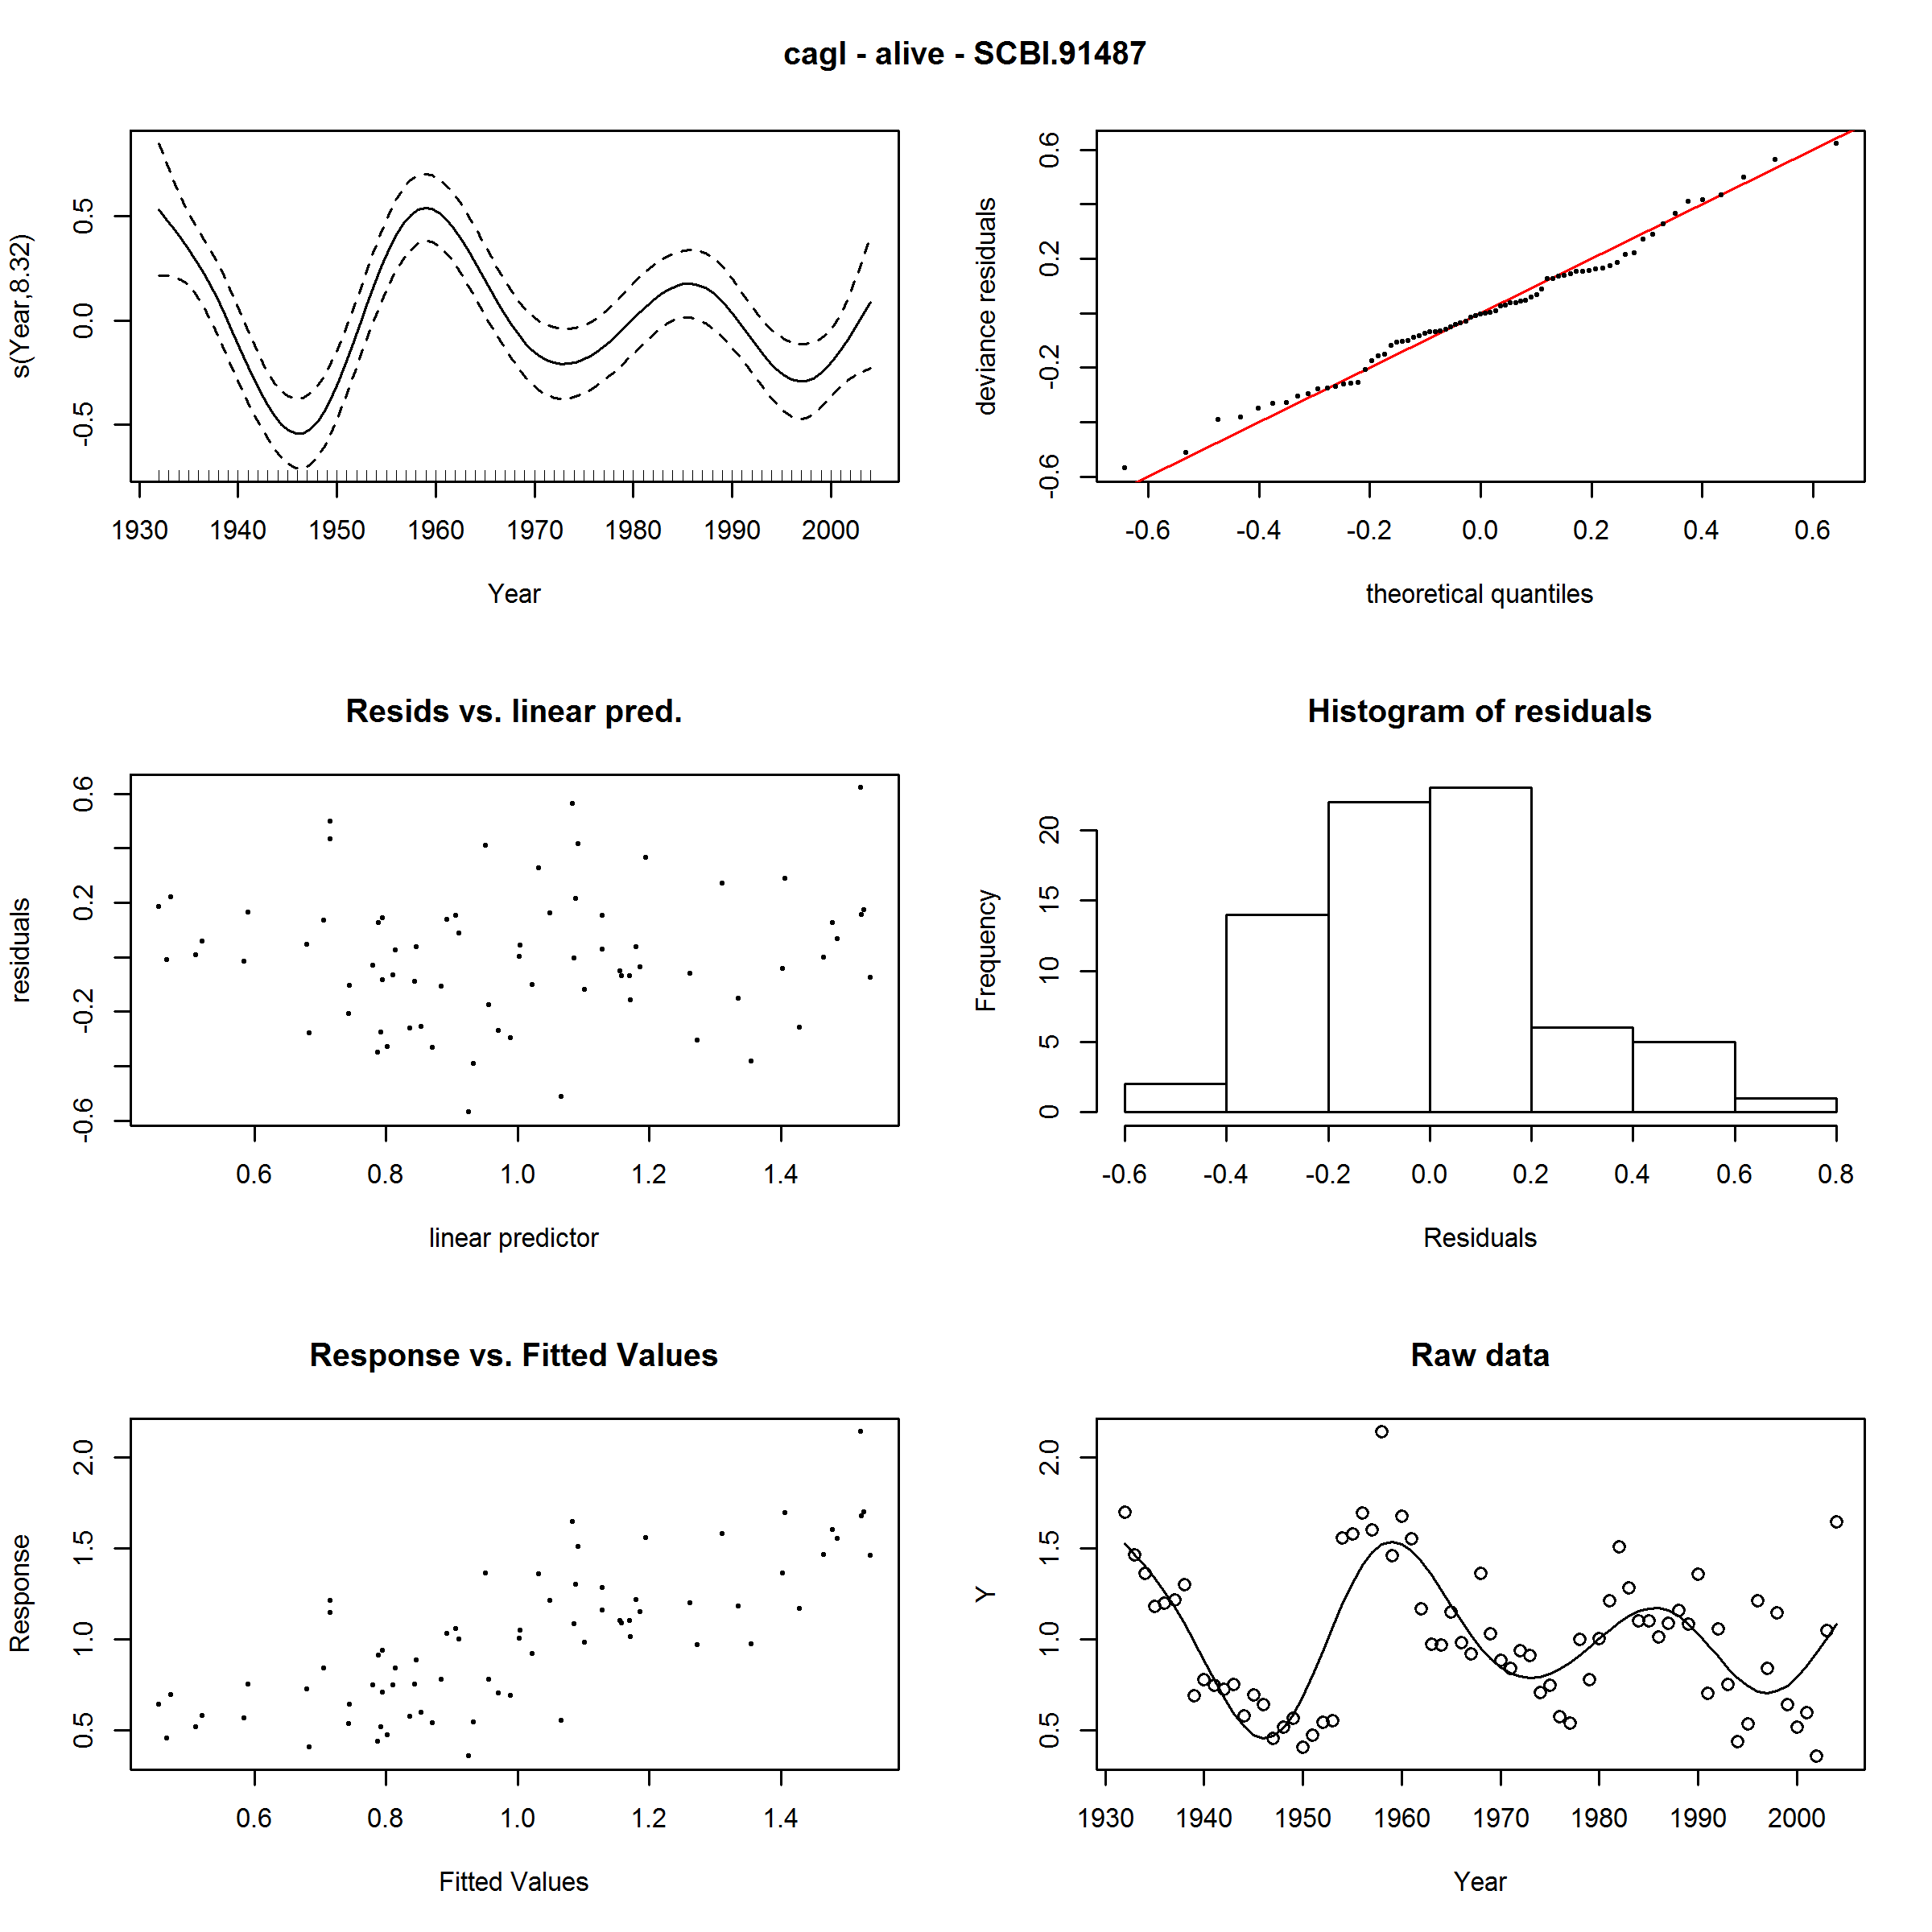 cagl - alive - SCBI.91487
s(Year,8.32)
0.5
0.0
-0.5
1930 1940 1950 1960 1970 1980 1990 2000
Year
deviance residuals
0.6
0.2
-0.2
-0.6
-0.6 -0.2 0.0 0.2 0.4 0.6
theoretical quantiles
Resids vs. linear pred.
residuals
0.6
0.2
-0.2
-0.6
0.6 0.8 1.0 1.2 1.4
linear predictor
Histogram of residuals
Frequency
20
15
10
5
0
-0.6 -0.4 -0.2 0.0 0.2 0.4 0.6 0.8
Residuals
Response vs. Fitted Values
Response
2.0
1.5
1.0
0.5
0.6 0.8 1.0 1.2 1.4
Fitted Values
Raw data
Y
2.0
1.5
1.0
0.5
1930 1940 1950 1960 1970 1980 1990 2000
Year